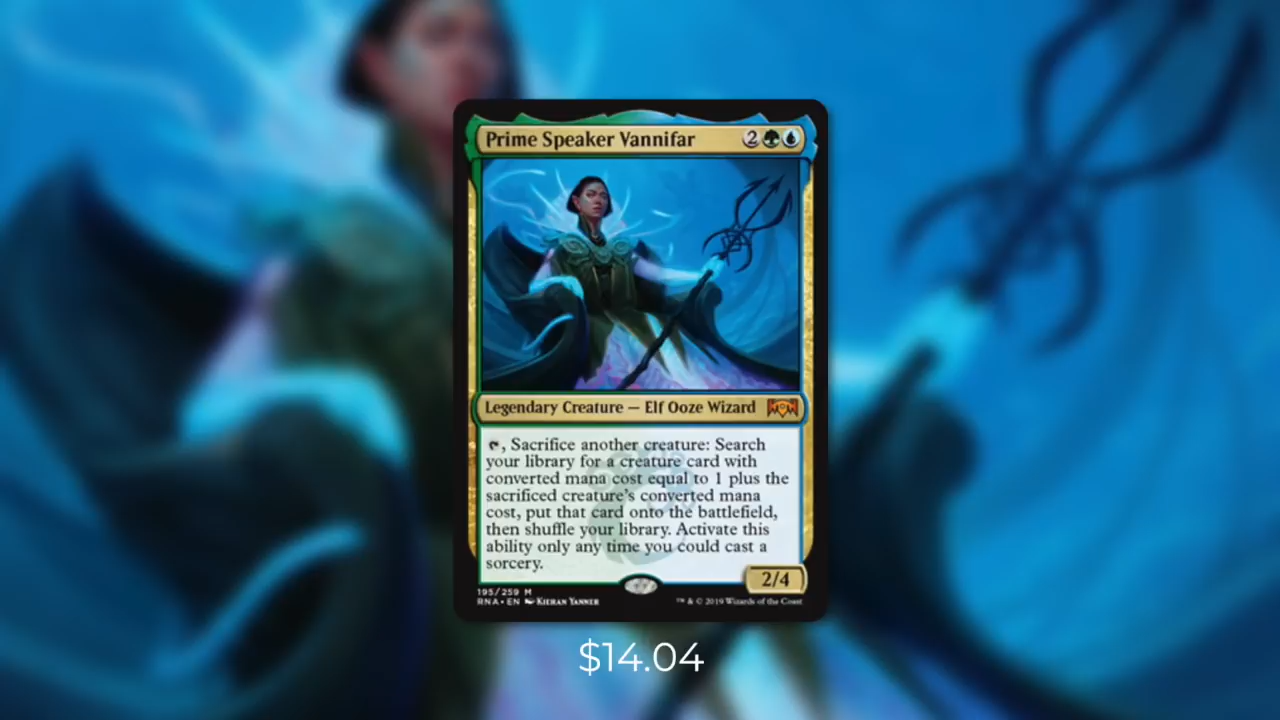 Prime Speaker Vannifar 2
Legendary Creature — Elf Ooze Wizard
, Sacrifice another creature: Search
your library for a creature card with
converted mana cost equal to 1 plus the
sacrificed creature's converted mana
cost, put that card onto the battlefield,
then shuffle your library. Activate this
ability only any time you could cast a
sorcery.
2/4
195/259 M
RNA • EN Kieran Yanner
™ & © 2019 Wizards of the Coast
$14.04